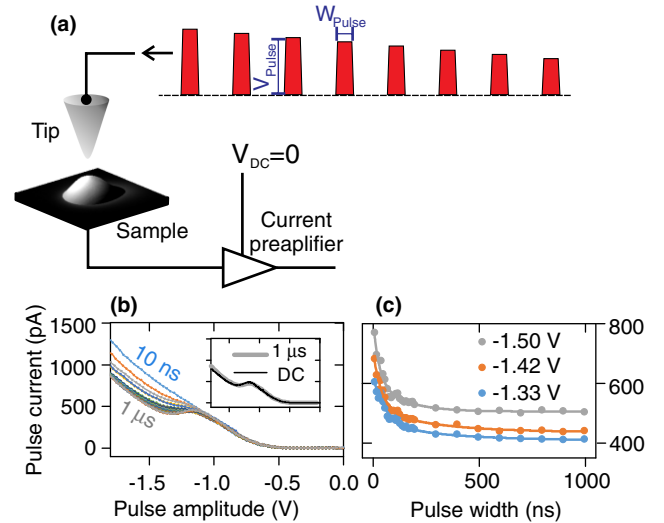 (a)
W_Pulse
V_Pulse
Tip
V_DC=0
Sample
Current
preaplifier
(b)
(c)
1500
1000
500
0
Pulse current (pA)
10 ns
1 µs
1 µs
DC
-1.5
-1.0
-0.5
0.0
Pulse amplitude (V)
-1.50 V
-1.42 V
-1.33 V
800
600
400
0
500
1000
Pulse width (ns)